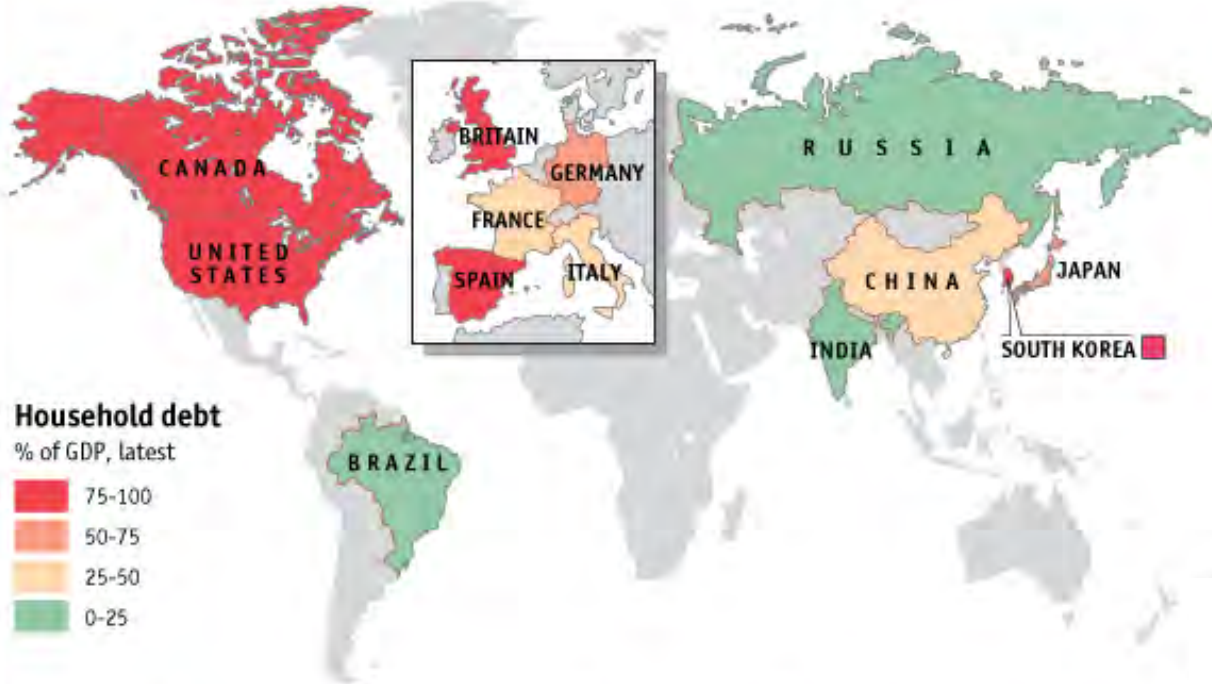 CANADA
UNITED
STATES
BRITAIN
GERMANY
FRANCE
SPAIN
ITALY
RUSSIA
CHINA
JAPAN
INDIA
SOUTH KOREA
BRAZIL
Household debt
% of GDP, latest
75-100
50-75
25-50
0-25